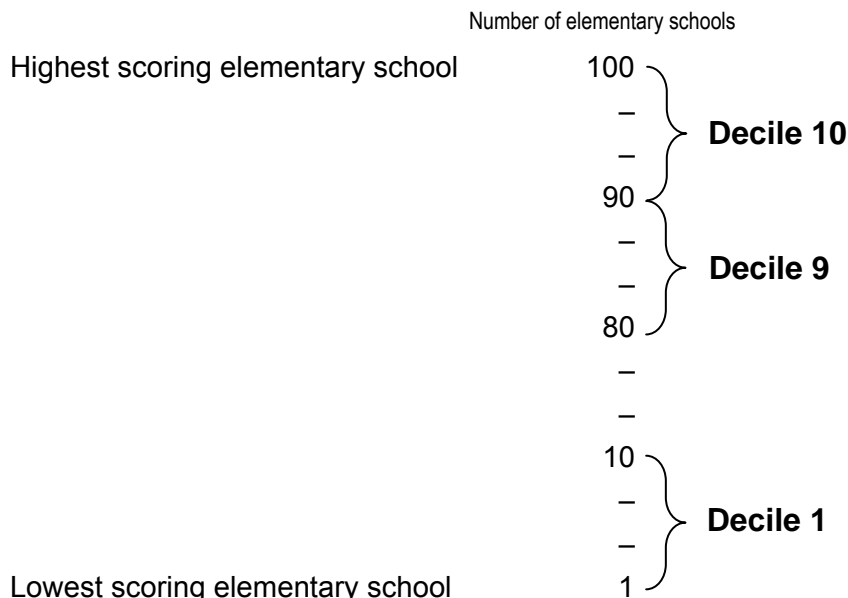 Number of elementary schools
Highest scoring elementary school 100
–
Decile 10
–
90
–
Decile 9
–
80
–
–
10
–
Decile 1
–
Lowest scoring elementary school 1